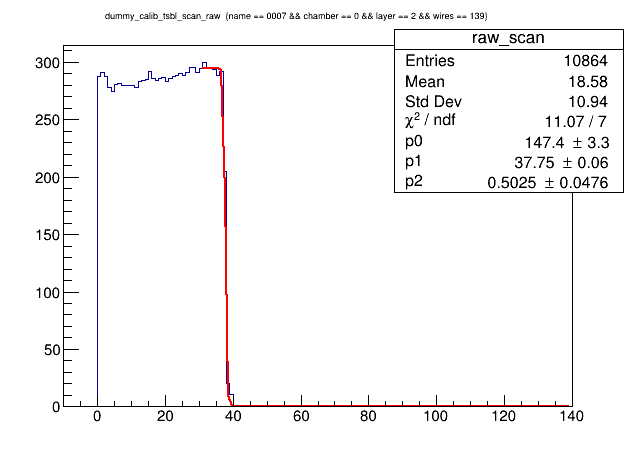 dummy_calib_tsbl_scan_raw (name == 0007 && chamber == 0 && layer == 2 && wires == 139)
raw_scan
Entries 10864
Mean 18.58
Std Dev 10.94
χ² / ndf 11.07 / 7
p0 147.4 ± 3.3
p1 37.75 ± 0.06
p2 0.5025 ± 0.0476
300
250
200
150
100
50
0
0 20 40 60 80 100 120 140